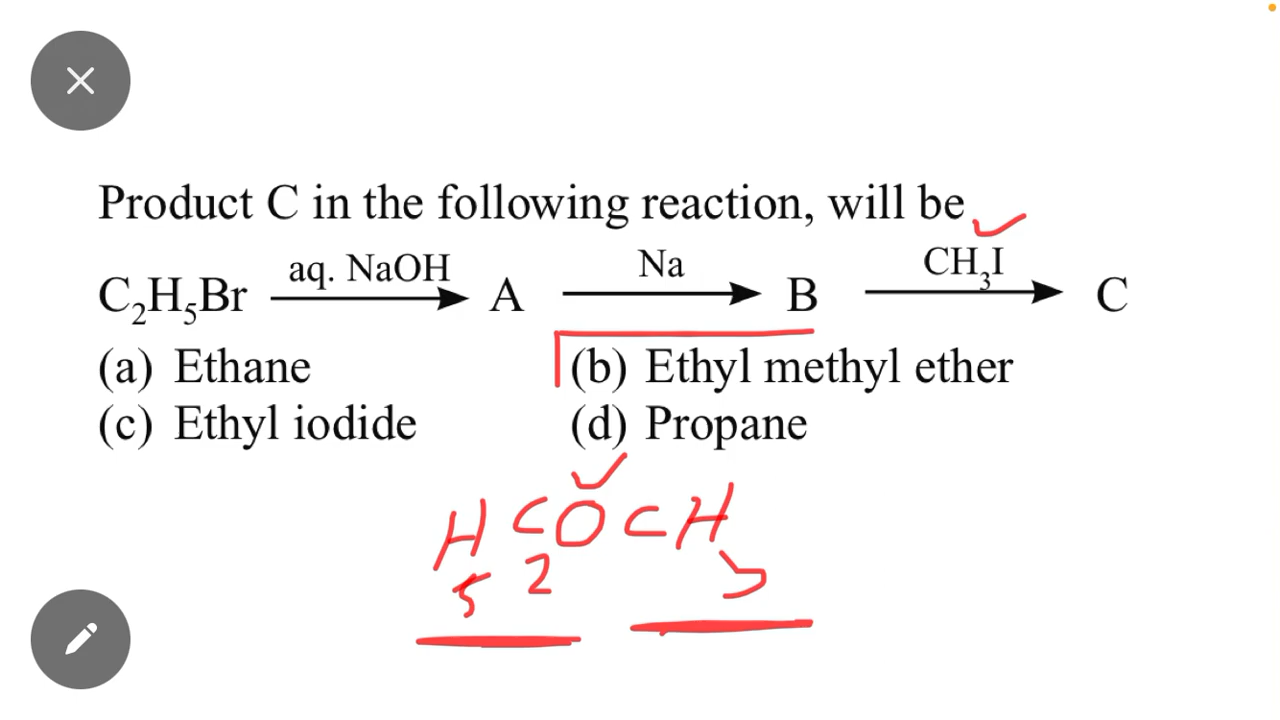 Product C in the following reaction, will be
C₂H₅Br aq. NaOH A Na B CH₃I C
(a) Ethane (b) Ethyl methyl ether
(c) Ethyl iodide (d) Propane
H₅C₂OCH₃